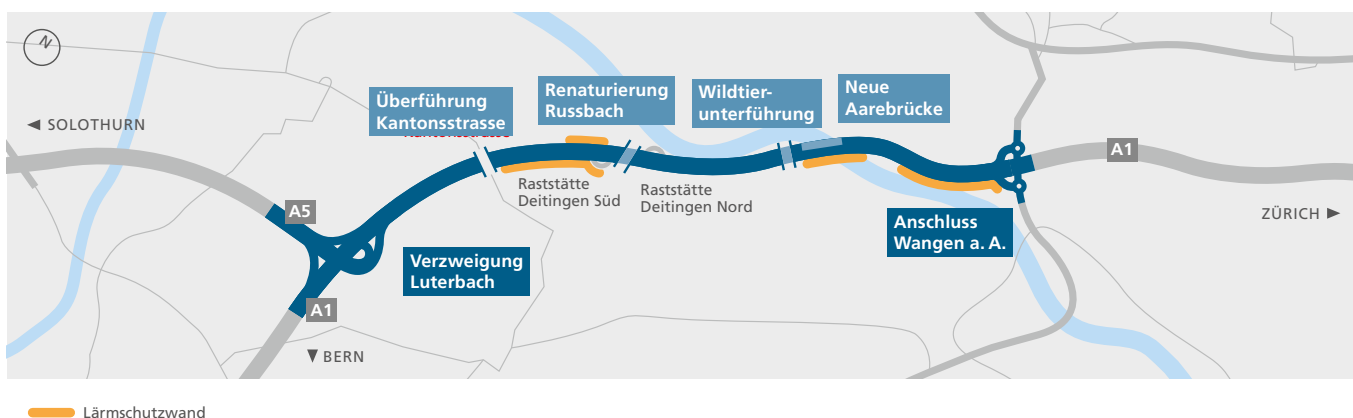 N
Überführung
Kantonsstrasse
Kantonsstrasse
Renaturierung
Russbach
Wildtier-
unterführung
Neue
Aarebrücke
◄ SOLOTHURN
A1
Raststätte
Deitingen Süd
Raststätte
Deitingen Nord
A5
ZÜRICH ►
Anschluss
Wangen a. A.
Verzweigung
Luterbach
A1
▼ BERN
Lärmschutzwand